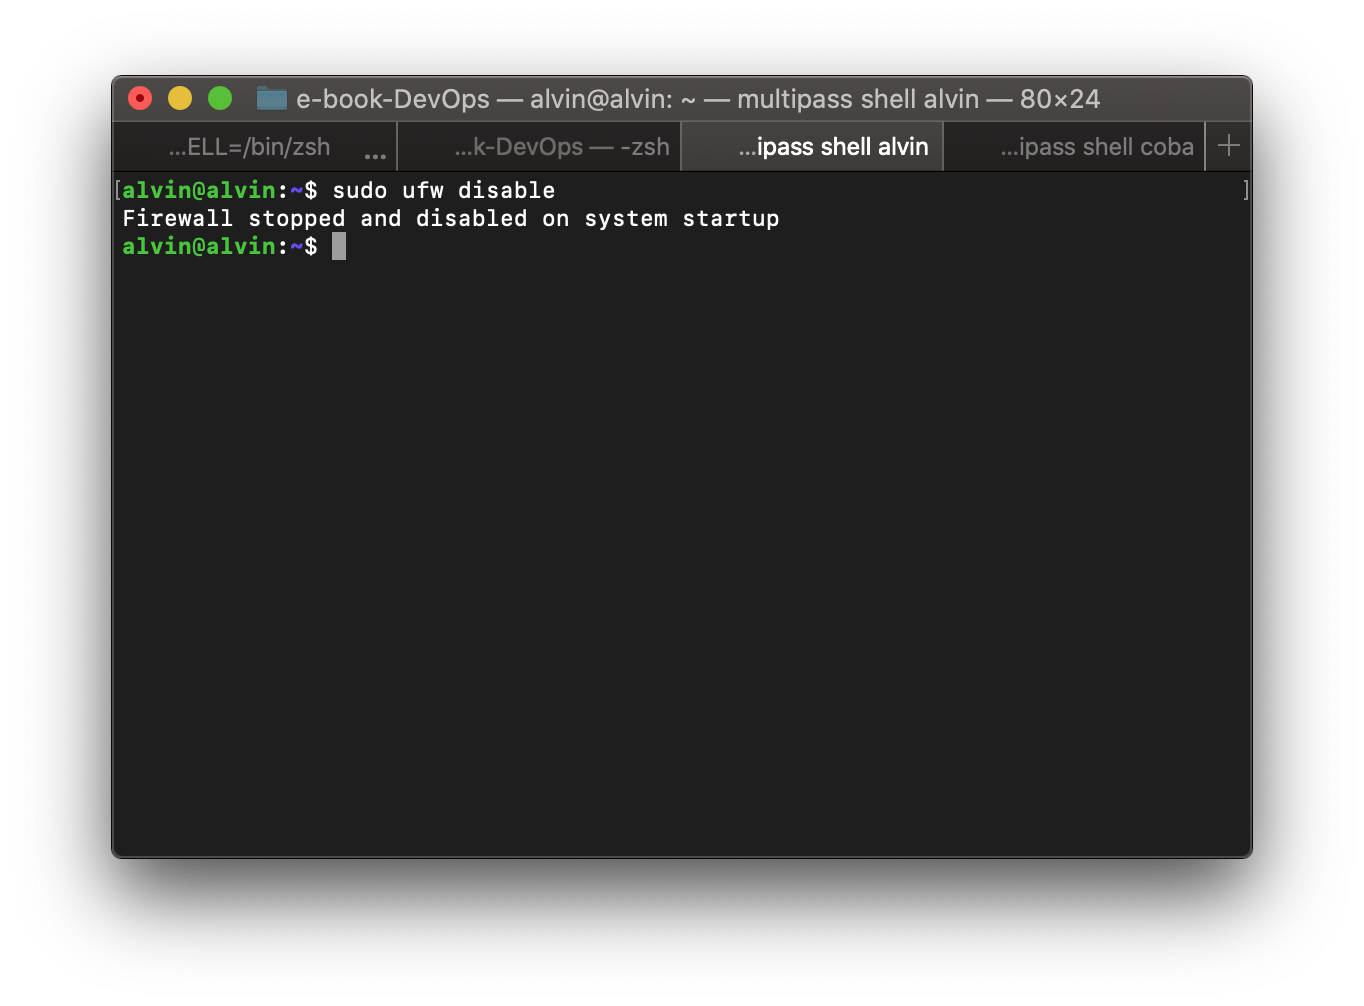 e-book-DevOps — alvin@alvin: ~ — multipass shell alvin — 80×24
...ELL=/bin/zsh ... ...k-DevOps — -zsh ...ipass shell alvin ...ipass shell coba +
[alvin@alvin:~$ sudo ufw disable ]
Firewall stopped and disabled on system startup
alvin@alvin:~$